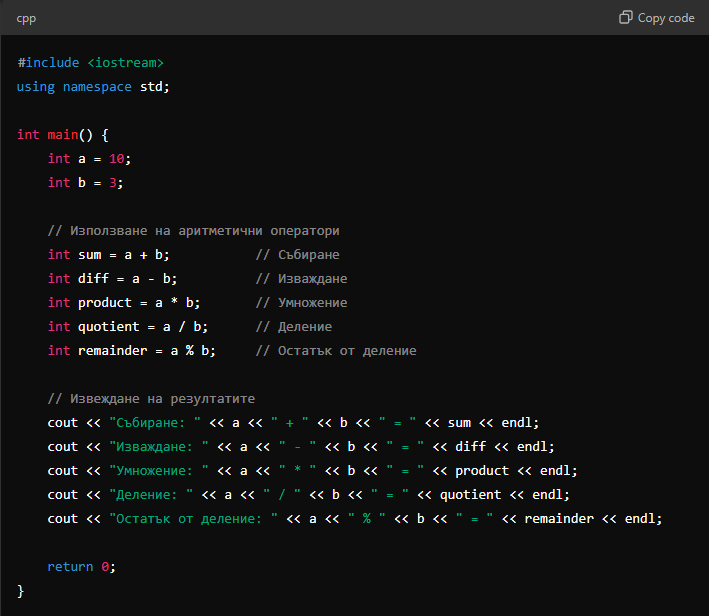 cpp
Copy code
#include <iostream>
using namespace std;
int main() {
    int a = 10;
    int b = 3;
    // Използване на аритметични оператори
    int sum = a + b;           // Събиране
    int diff = a - b;          // Изваждане
    int product = a * b;       // Умножение
    int quotient = a / b;      // Деление
    int remainder = a % b;     // Остатък от деление
    // Извеждане на резултатите
    cout << "Събиране: " << a << " + " << b << " = " << sum << endl;
    cout << "Изваждане: " << a << " - " << b << " = " << diff << endl;
    cout << "Умножение: " << a << " * " << b << " = " << product << endl;
    cout << "Деление: " << a << " / " << b << " = " << quotient << endl;
    cout << "Остатък от деление: " << a << " % " << b << " = " << remainder << endl;
    return 0;
}